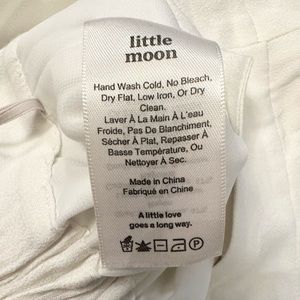 little
moon
Hand Wash Cold, No Bleach,
Dry Flat, Low Iron, Or Dry
Clean.
Laver À La Main À L'eau
Froide, Pas De Blanchiment,
Sècher À Plat, Repasser À
Basse Température, Ou
Nettoyer À Sec.
Made in China
Fabriqué en Chine
A little love
goes a long way.